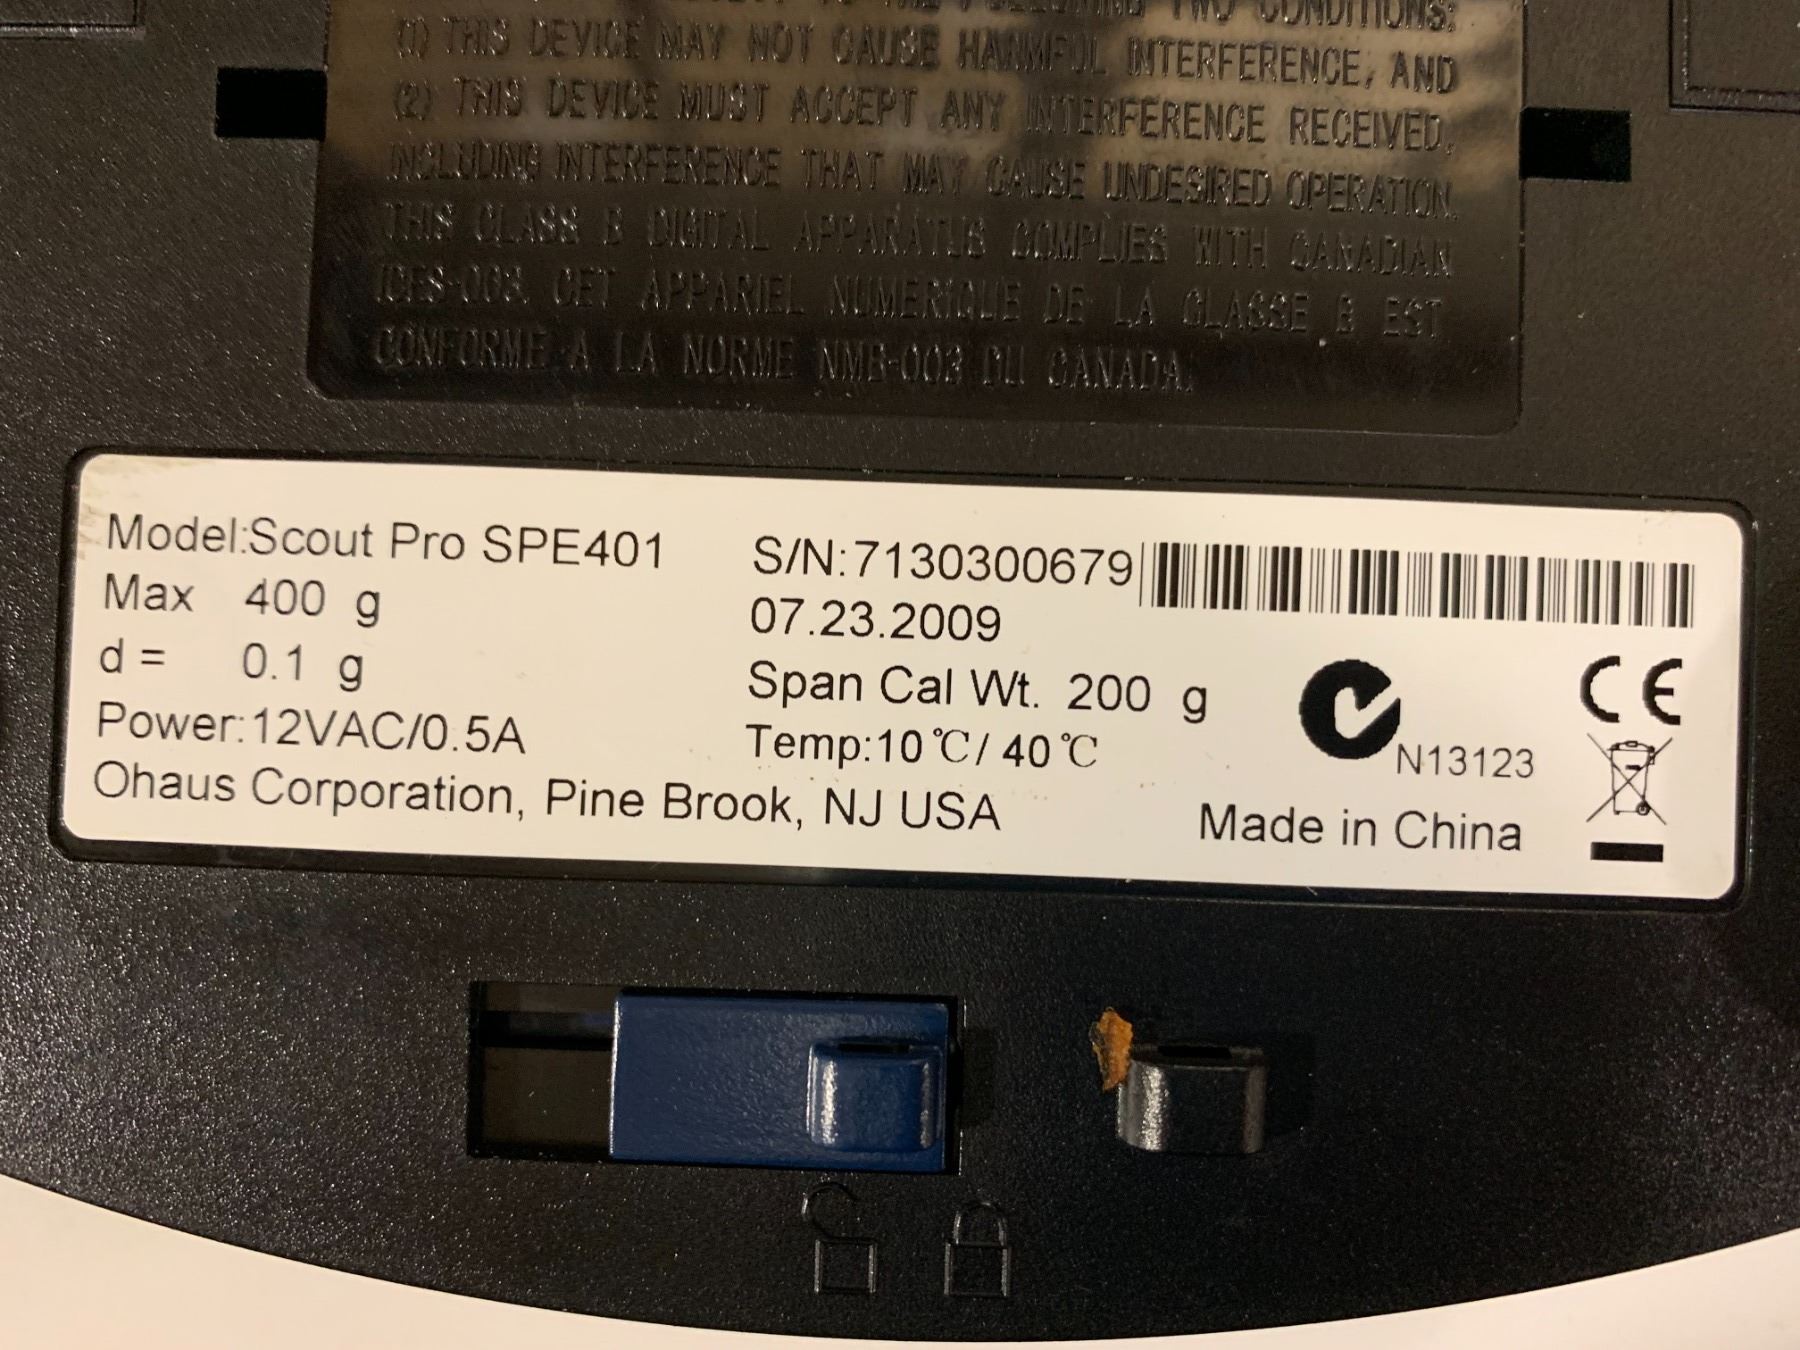 TWO CONDITIONS:
(1) THIS DEVICE MAY NOT CAUSE HARMFUL INTERFERENCE, AND
(2) THIS DEVICE MUST ACCEPT ANY INTERFERENCE RECEIVED,
INCLUDING INTERFERENCE THAT MAY CAUSE UNDESIRED OPERATION.
THIS CLASS B DIGITAL APPARATUS COMPLIES WITH CANADIAN
ICES-003. CET APPARIEL NUMERIQUE DE LA CLASSE B EST
CONFORME A LA NORME NMB-003 DU CANADA.
Model:Scout Pro SPE401
Max 400 g
d = 0.1 g
Power:12VAC/0.5A
Ohaus Corporation, Pine Brook, NJ USA
S/N:7130300679
07.23.2009
Span Cal Wt. 200 g
Temp:10℃/ 40℃
N13123
CE
Made in China